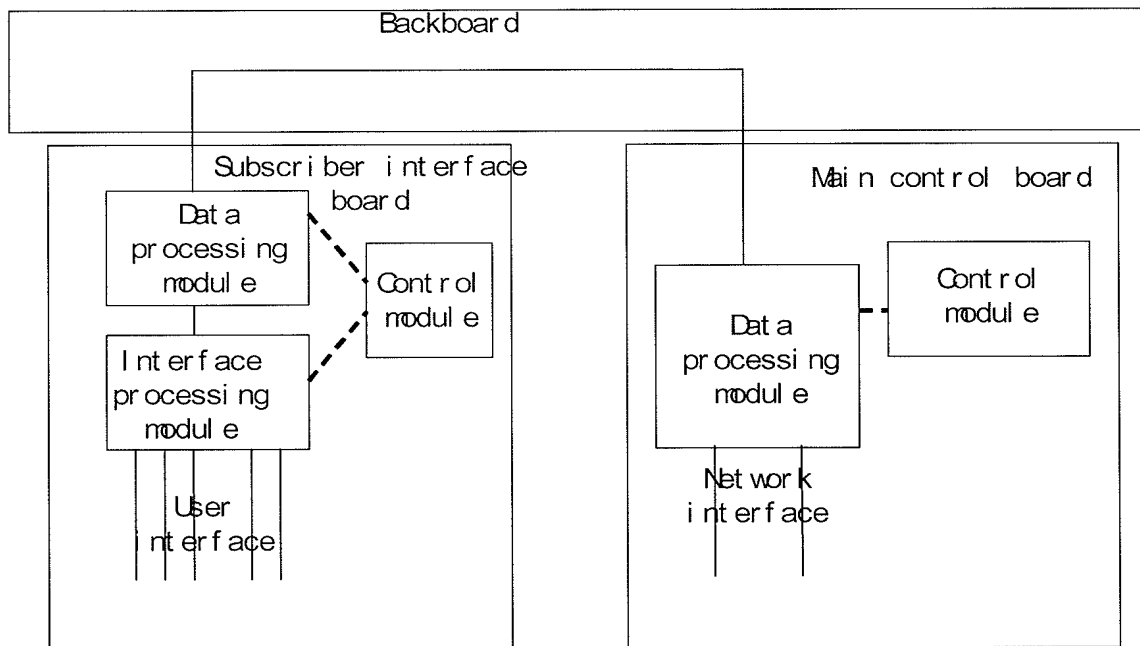 Backboard
Subscriber interface
board
Main control board
Data
processing
module
Control
module
Control
module
Data
processing
module
Interface
processing
module
User
interface
Network
interface